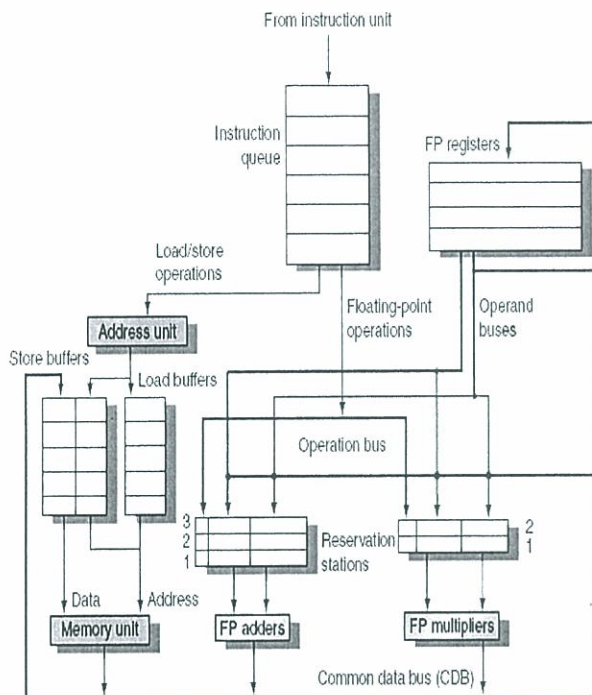 From instruction unit
Instruction
queue
FP registers
Load/store
operations
Floating-point
operations
Operand
buses
Address unit
Store buffers
Load buffers
Operation bus
3
2
1
Reservation
stations
2
1
Data
Address
Memory unit
FP adders
FP multipliers
Common data bus (CDB)